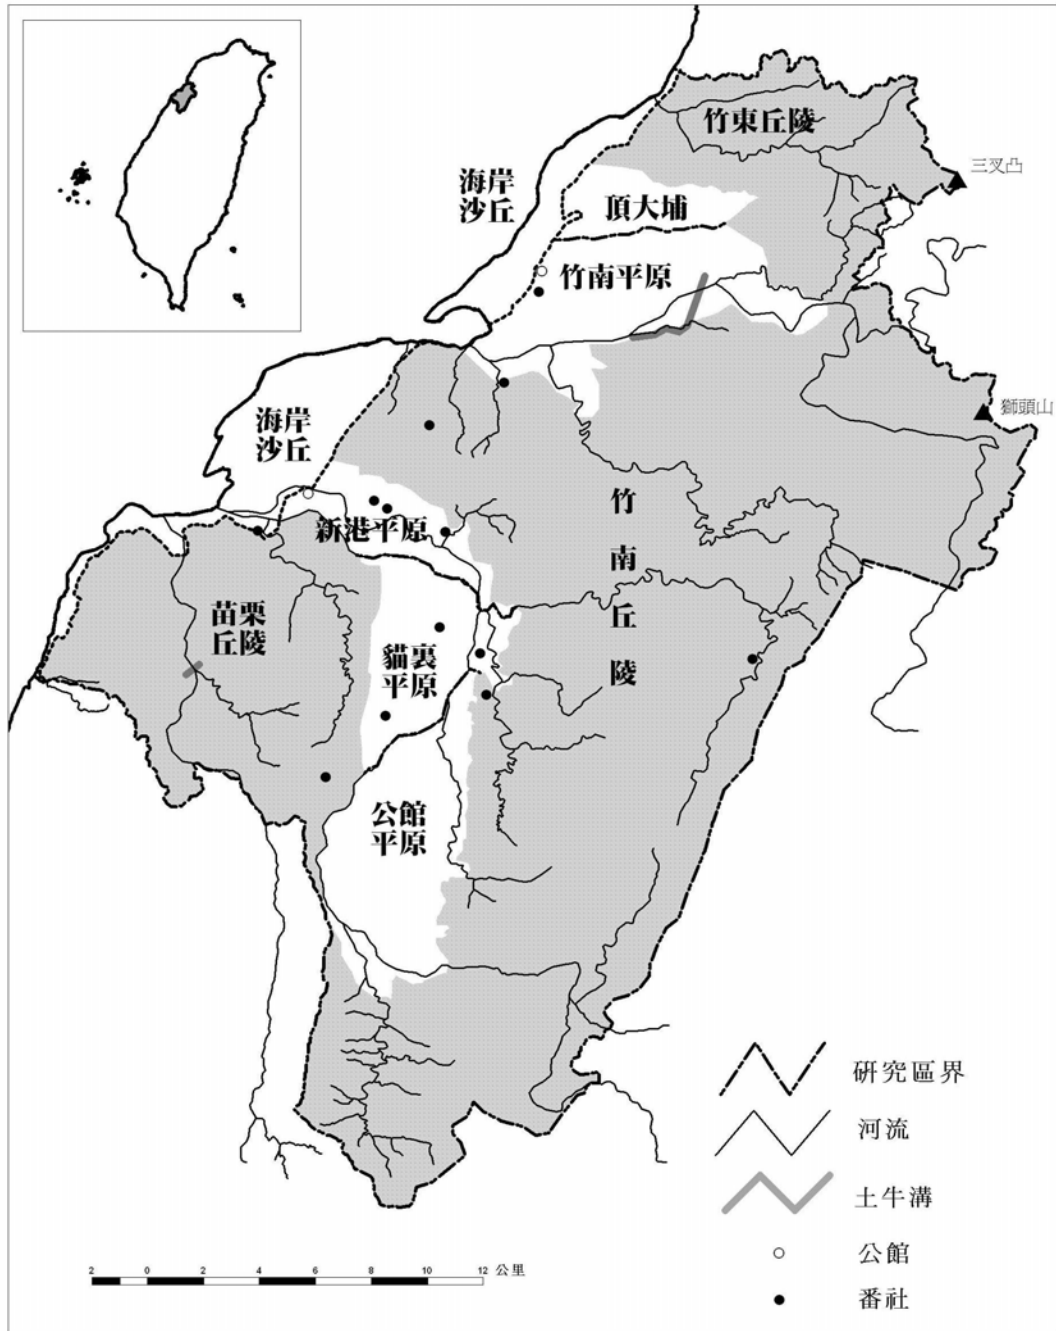 竹東丘陵
三叉凸
海岸
沙丘
頂大埔
竹南平原
獅頭山
海岸
沙丘
新港平原
竹
南
丘
陵
苗栗
丘陵
貓裏
平原
公館
平原
研究區界
河流
土牛溝
公館
番社
2 0 2 4 6 8 10 12 公里